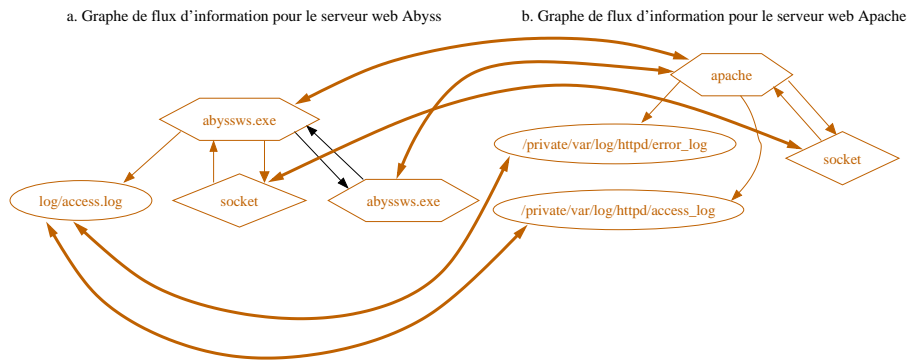 a. Graphe de flux d’information pour le serveur web Abyss
b. Graphe de flux d’information pour le serveur web Apache
apache
abyssws.exe
/private/var/log/httpd/error_log
socket
log/access.log
socket
abyssws.exe
/private/var/log/httpd/access_log